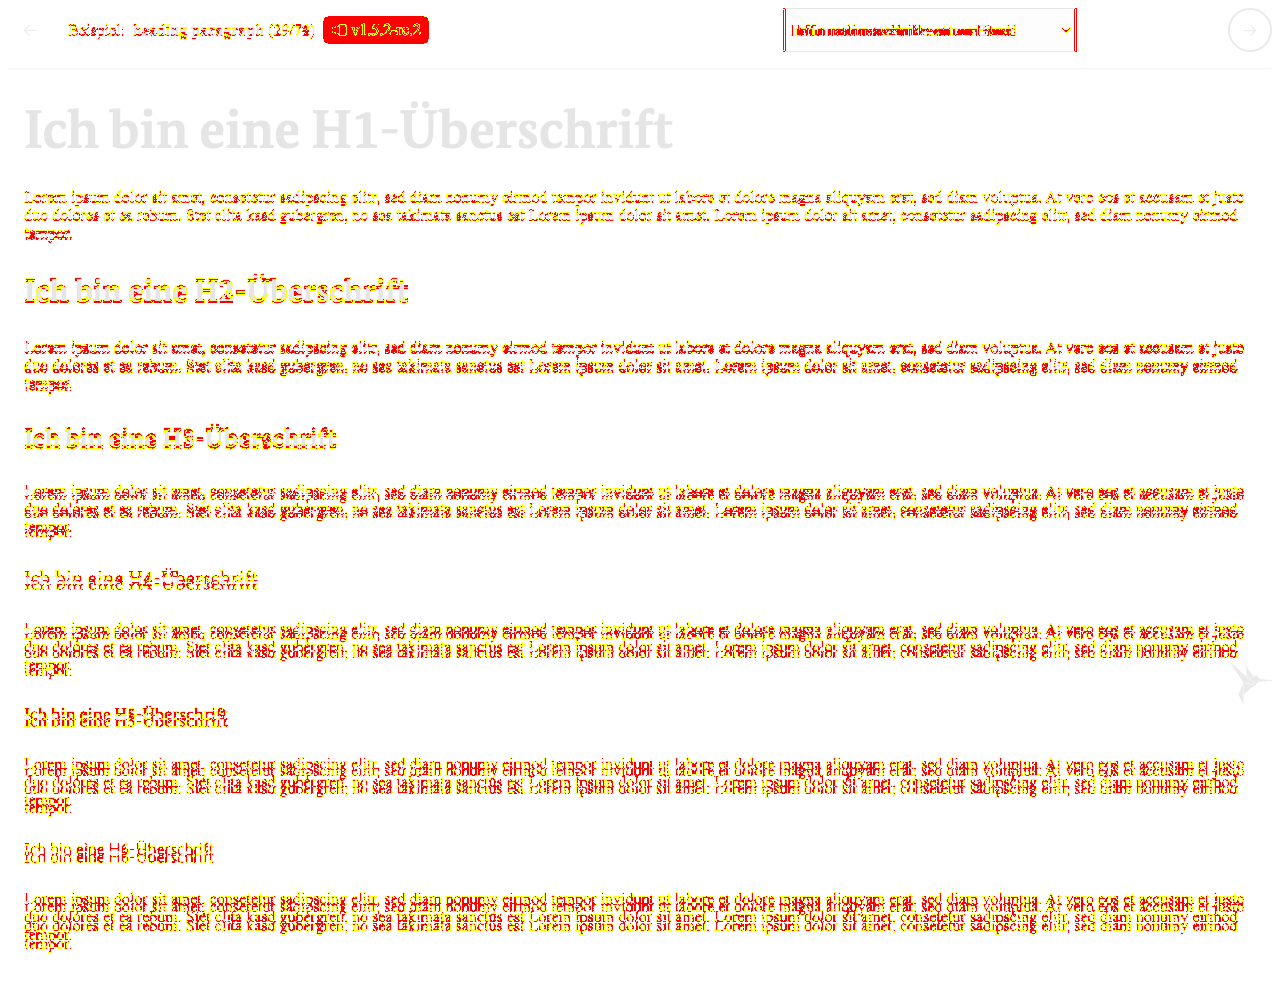 Beispiel: heading-paragraph (29/74) v1.5.2-rc.2
Ich bin eine H1-Überschrift
Lorem ipsum dolor sit amet, consetetur sadipscing elitr, sed diam nonumy eirmod tempor invidunt ut labore et dolore magna aliquyam erat, sed diam voluptua. At vero eos et accusam et justo
duo dolores et ea rebum. Stet clita kasd gubergren, no sea takimata sanctus est Lorem ipsum dolor sit amet. Lorem ipsum dolor sit amet, consetetur sadipscing elitr, sed diam nonumy eirmod
tempor.
Ich bin eine H2-Überschrift
Lorem ipsum dolor sit amet, consetetur sadipscing elitr, sed diam nonumy eirmod tempor invidunt ut labore et dolore magna aliquyam erat, sed diam voluptua. At vero eos et accusam et justo
duo dolores et ea rebum. Stet clita kasd gubergren, no sea takimata sanctus est Lorem ipsum dolor sit amet. Lorem ipsum dolor sit amet, consetetur sadipscing elitr, sed diam nonumy eirmod
tempor.
Ich bin eine H3-Überschrift
Lorem ipsum dolor sit amet, consetetur sadipscing elitr, sed diam nonumy eirmod tempor invidunt ut labore et dolore magna aliquyam erat, sed diam voluptua. At vero eos et accusam et justo
duo dolores et ea rebum. Stet clita kasd gubergren, no sea takimata sanctus est Lorem ipsum dolor sit amet. Lorem ipsum dolor sit amet, consetetur sadipscing elitr, sed diam nonumy eirmod
tempor.
Ich bin eine H4-Überschrift
Lorem ipsum dolor sit amet, consetetur sadipscing elitr, sed diam nonumy eirmod tempor invidunt ut labore et dolore magna aliquyam erat, sed diam voluptua. At vero eos et accusam et justo
duo dolores et ea rebum. Stet clita kasd gubergren, no sea takimata sanctus est Lorem ipsum dolor sit amet. Lorem ipsum dolor sit amet, consetetur sadipscing elitr, sed diam nonumy eirmod
tempor.
Ich bin eine H5-Überschrift
Lorem ipsum dolor sit amet, consetetur sadipscing elitr, sed diam nonumy eirmod tempor invidunt ut labore et dolore magna aliquyam erat, sed diam voluptua. At vero eos et accusam et justo
duo dolores et ea rebum. Stet clita kasd gubergren, no sea takimata sanctus est Lorem ipsum dolor sit amet. Lorem ipsum dolor sit amet, consetetur sadipscing elitr, sed diam nonumy eirmod
tempor.
Ich bin eine H6-Überschrift
Lorem ipsum dolor sit amet, consetetur sadipscing elitr, sed diam nonumy eirmod tempor invidunt ut labore et dolore magna aliquyam erat, sed diam voluptua. At vero eos et accusam et justo
duo dolores et ea rebum. Stet clita kasd gubergren, no sea takimata sanctus est Lorem ipsum dolor sit amet. Lorem ipsum dolor sit amet, consetetur sadipscing elitr, sed diam nonumy eirmod
tempor.